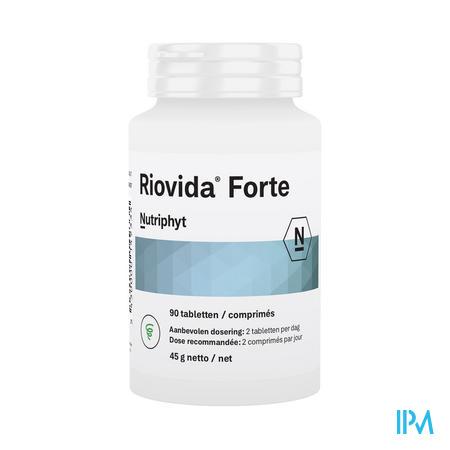 Riovida® Forte
Nutriphyt
N
90 tabletten / comprimés
Aanbevolen dosering: 2 tabletten per dag
Dose recommandée: 2 comprimés par jour
45 g netto / net
IPM